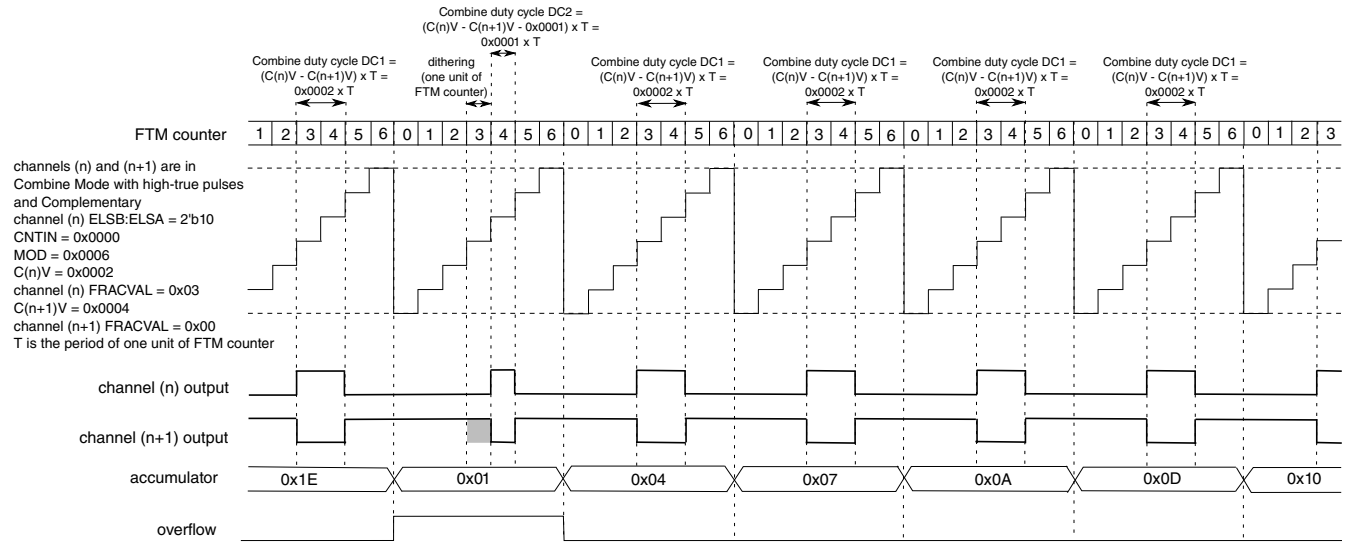 Combine duty cycle DC2 =
(C(n)V - C(n+1)V - 0x0001) x T =
0x0001 x T
Combine duty cycle DC1 =
(C(n)V - C(n+1)V) x T =
0x0002 x T
dithering
(one unit of
FTM counter)
Combine duty cycle DC1 =
(C(n)V - C(n+1)V) x T =
0x0002 x T
Combine duty cycle DC1 =
(C(n)V - C(n+1)V) x T =
0x0002 x T
Combine duty cycle DC1 =
(C(n)V - C(n+1)V) x T =
0x0002 x T
Combine duty cycle DC1 =
(C(n)V - C(n+1)V) x T =
0x0002 x T
FTM counter 1 2 3 4 5 6 0 1 2 3 4 5 6 0 1 2 3 4 5 6 0 1 2 3 4 5 6 0 1 2 3 4 5 6 0 1 2 3 4 5 6 0 1 2 3
channels (n) and (n+1) are in
Combine Mode with high-true pulses
and Complementary
channel (n) ELSB:ELSA = 2'b10
CNTIN = 0x0000
MOD = 0x0006
C(n)V = 0x0002
channel (n) FRACVAL = 0x03
C(n+1)V = 0x0004
channel (n+1) FRACVAL = 0x00
T is the period of one unit of FTM counter
channel (n) output
channel (n+1) output
accumulator 0x1E 0x01 0x04 0x07 0x0A 0x0D 0x10
overflow